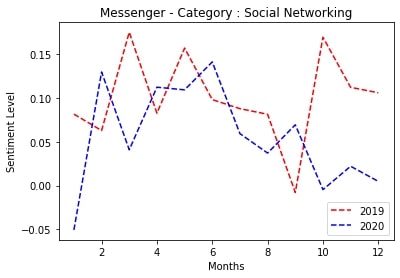 Messenger - Category : Social Networking
Sentiment Level
0.15
0.10
0.05
0.00
−0.05
2 4 6 8 10 12
Months
2019
2020